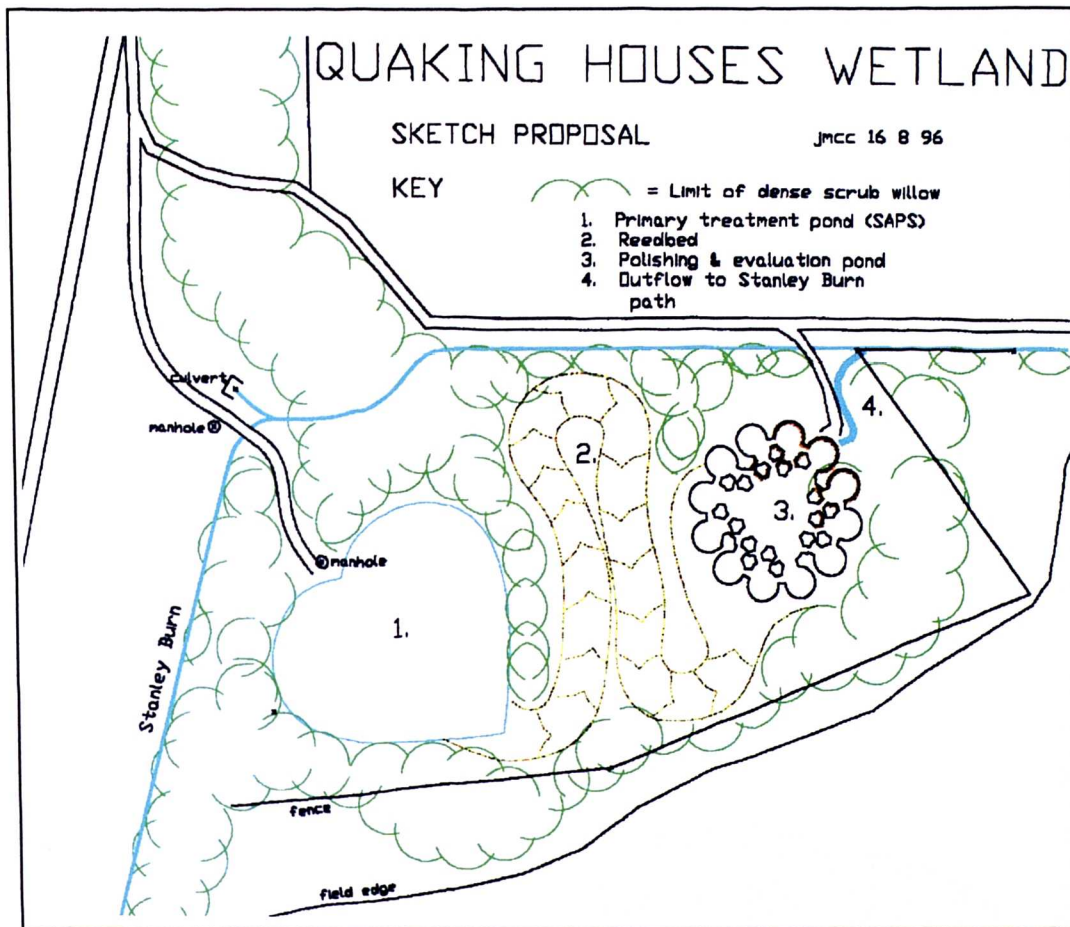 QUAKING HOUSES WETLAND
SKETCH PROPOSAL
jmcc 16 8 96
KEY
= Limit of dense scrub willow
1. Primary treatment pond (SAPS)
2. Reedbed
3. Polishing & evaluation pond
4. Outflow to Stanley Burn
path
culvert
manhole
4.
2.
3.
manhole
1.
Stanley Burn
fence
field edge